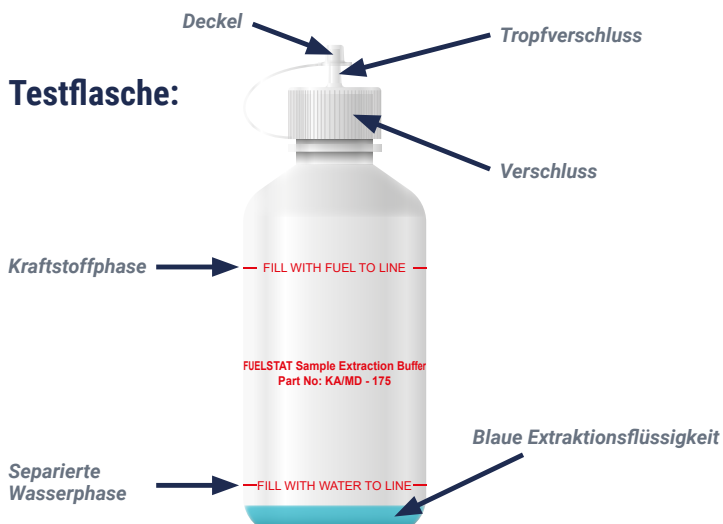 Deckel
Tropfverschluss
Testflasche:
Verschluss
Kraftstoffphase
FILL WITH FUEL TO LINE
FUELSTAT Sample Extraction Buffer
Part No: KA/MD - 175
Blaue Extraktionsflüssigkeit
Separierte
Wasserphase
FILL WITH WATER TO LINE